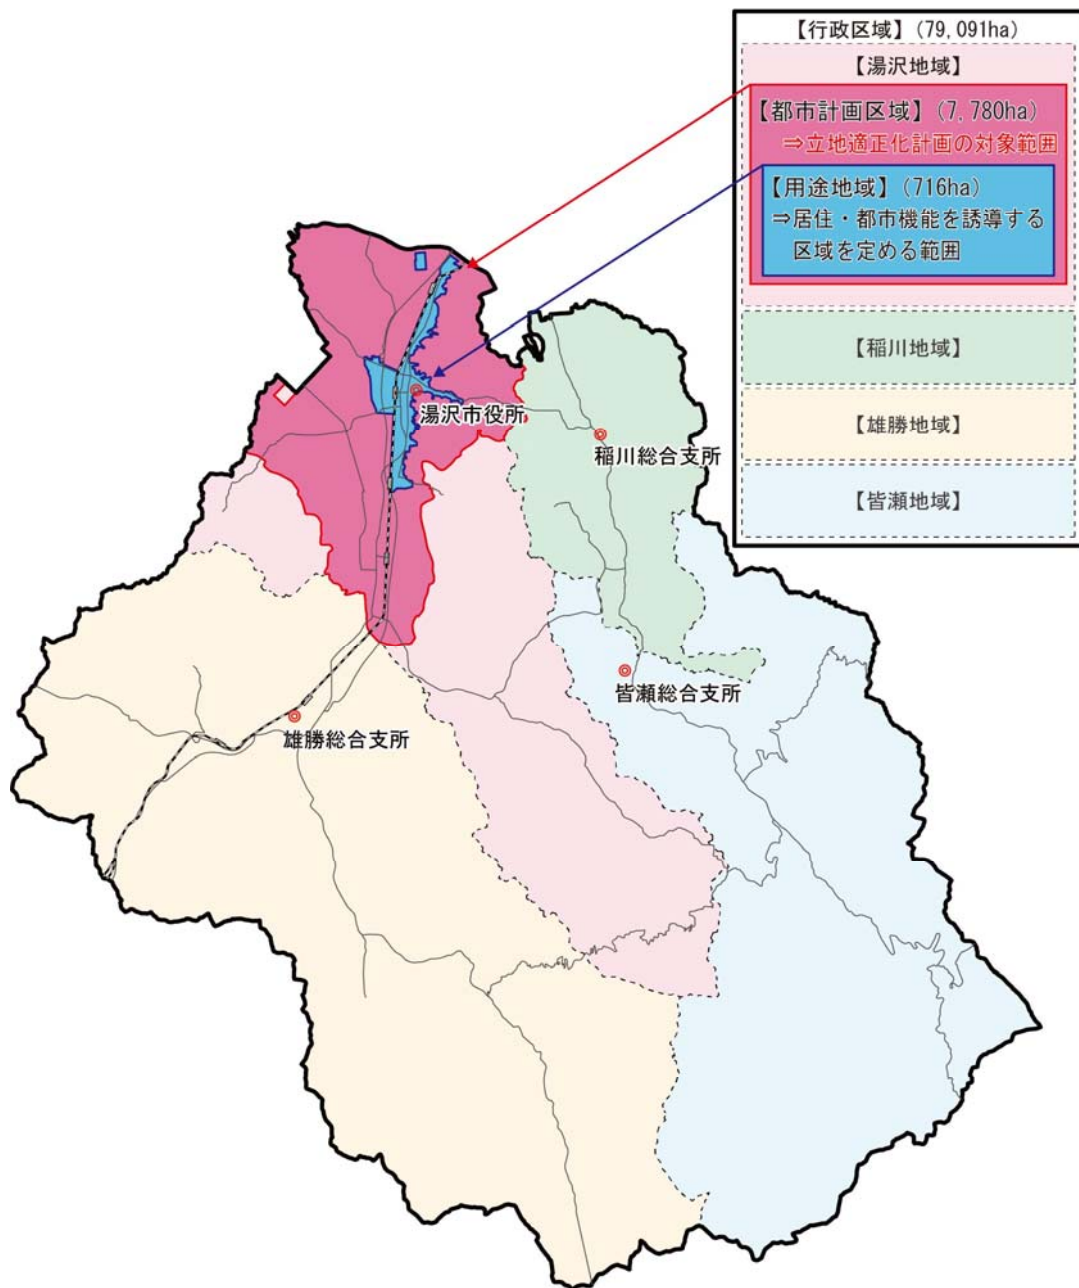 【行政区域】(79,091ha)
【湯沢地域】
【都市計画区域】(7,780ha)
⇒立地適正化計画の対象範囲
【用途地域】(716ha)
⇒居住・都市機能を誘導する
区域を定める範囲
【稲川地域】
【雄勝地域】
【皆瀬地域】
湯沢市役所
稲川総合支所
皆瀬総合支所
雄勝総合支所